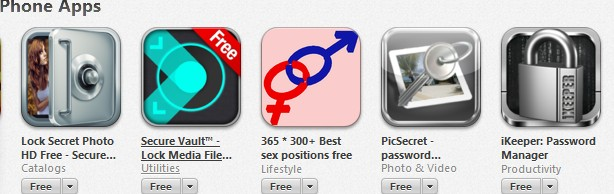 Phone Apps
Free
IKEEPER
Lock Secret Photo
HD Free - Secure...
Catalogs
Free
Secure Vault™ -
Lock Media File...
Utilities
Free
365 * 300+ Best
sex positions free
Lifestyle
Free
PicSecret -
password...
Photo & Video
Free
iKeeper: Password
Manager
Productivity
Free